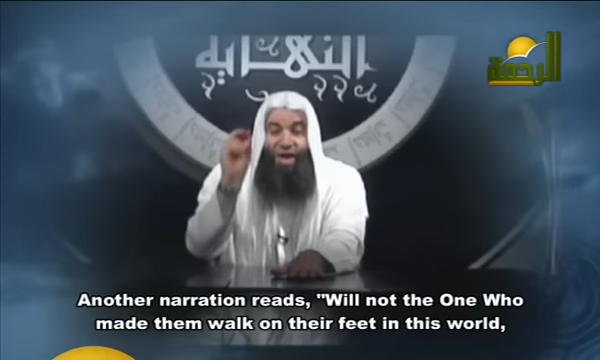 النهاية
الرحمة
Another narration reads, "Will not the One Who
made them walk on their feet in this world,